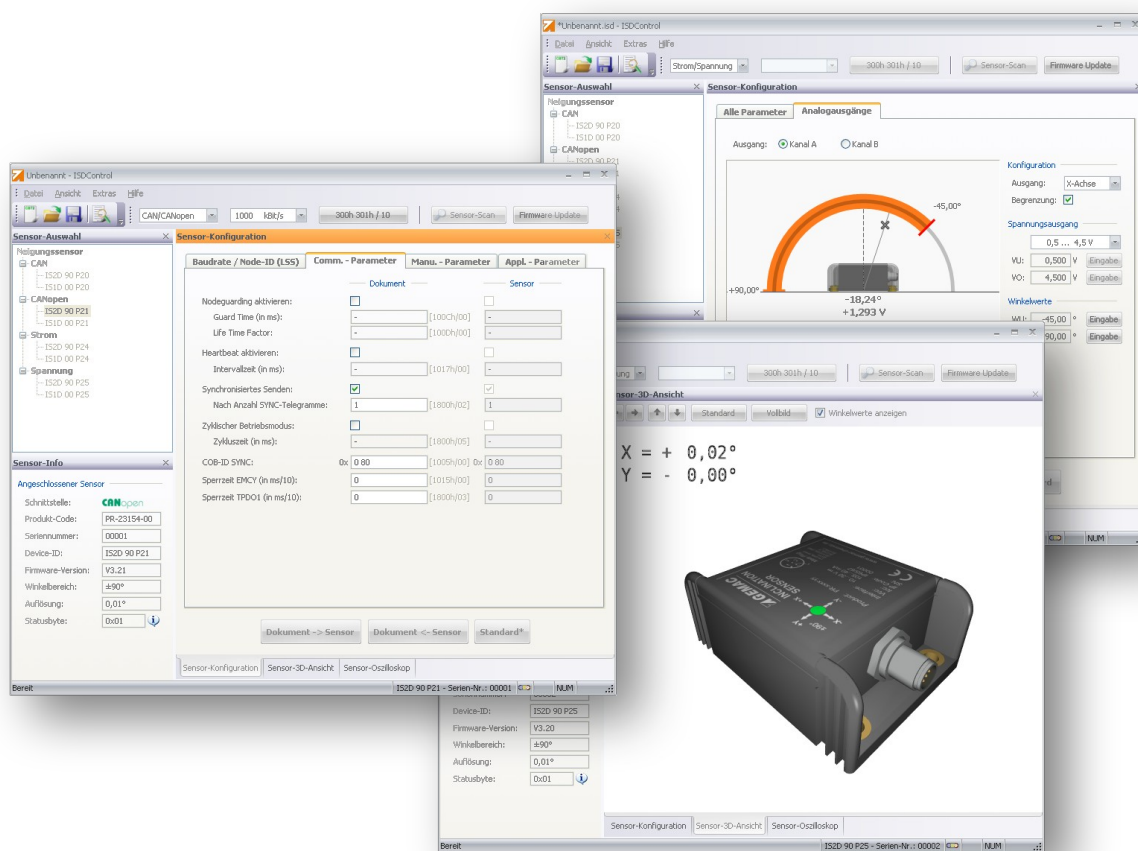 *Unbenannt.isd - ISDControl
Datei Ansicht Extras Hilfe
Strom/Spannung 300h 301h / 10 Sensor-Scan Firmware Update
Sensor-Auswahl
Neigungssensor
CAN
IS2D 90 P20
IS1D 00 P20
CANopen
IS2D 90 P21
Sensor-Konfiguration
Alle Parameter Analogausgänge
Ausgang: Kanal A Kanal B
-45,00°
+90,00°
-18,24°
+1,293 V
Konfiguration
Ausgang: X-Achse
Begrenzung:
Spannungsausgang
0,5 ... 4,5 V
VU: 0,500 V Eingabe
VO: 4,500 V Eingabe
Winkelwerte
WU: -45,00 ° Eingabe
90,00 ° Eingabe
NUM
Unbenannt - ISDControl
Datei Ansicht Extras Hilfe
CAN/CANopen 1000 kBit/s 300h 301h / 10 Sensor-Scan Firmware Update
Sensor-Auswahl
Neigungssensor
CAN
IS2D 90 P20
IS1D 00 P20
CANopen
IS2D 90 P21
IS1D 00 P21
Strom
IS2D 90 P24
IS1D 00 P24
Spannung
IS2D 90 P25
IS1D 00 P25
Sensor-Info
Angeschlossener Sensor
Schnittstelle: CANopen
Produkt-Code: PR-23154-00
Seriennummer: 00001
Device-ID: IS2D 90 P21
Firmware-Version: V3.21
Winkelbereich: ±90°
Auflösung: 0,01°
Statusbyte: 0x01
Sensor-Konfiguration
Baudrate / Node-ID (LSS) Comm. - Parameter Manu. - Parameter Appl. - Parameter
Dokument Sensor
Nodeguarding aktivieren:
Guard Time (in ms): - [100Ch/00] -
Life Time Factor: - [100Dh/00] -
Heartbeat aktivieren:
Intervallzeit (in ms): - [1017h/00] -
Synchronisiertes Senden:
Nach Anzahl SYNC-Telegramme: 1 [1800h/02] 1
Zyklischer Betriebsmodus:
Zykluszeit (in ms): - [1800h/05] -
COB-ID SYNC: 0x 0 80 [1005h/00] 0x 0 80
Sperrzeit EMCY (in ms/10): 0 [1015h/00] 0
Sperrzeit TPDO1 (in ms/10): 0 [1800h/03] 0
Dokument -> Sensor Dokument <- Sensor Standard*
Sensor-Konfiguration Sensor-3D-Ansicht Sensor-Oszilloskop
Bereit IS2D 90 P21 - Serien-Nr.: 00001 NUM
300h 301h / 10 Sensor-Scan Firmware Update
Standard Vollbild Winkelwerte anzeigen
X = + 0,02°
Y = - 0,00°
GEMAC
INCLINATION
SENSOR
Device-ID: IS2D 90 P25
Firmware-Version: V3.20
Winkelbereich: ±90°
Auflösung: 0,01°
Statusbyte: 0x01
Sensor-Konfiguration Sensor-3D-Ansicht Sensor-Oszilloskop
Bereit IS2D 90 P25 - Serien-Nr.: 00002 NUM